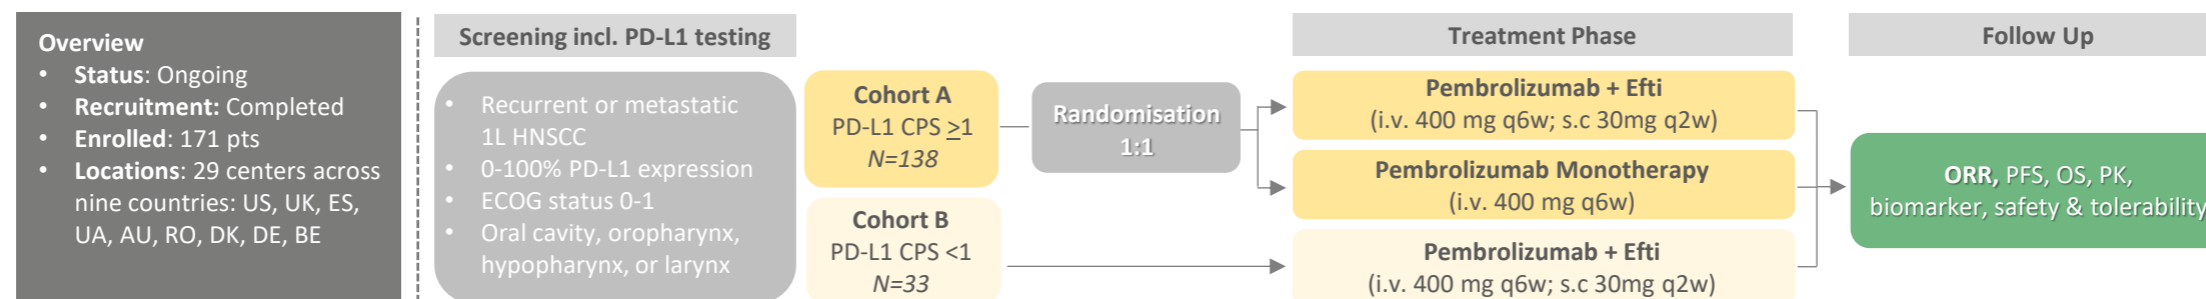 Overview
• Status: Ongoing
• Recruitment: Completed
• Enrolled: 171 pts
• Locations: 29 centers across
nine countries: US, UK, ES,
UA, AU, RO, DK, DE, BE
Screening incl. PD-L1 testing
• Recurrent or metastatic
1L HNSCC
• 0-100% PD-L1 expression
• ECOG status 0-1
• Oral cavity, oropharynx,
hypopharynx, or larynx
Cohort A
PD-L1 CPS ≥1
N=138
Cohort B
PD-L1 CPS <1
N=33
Randomisation
1:1
Treatment Phase
Pembrolizumab + Efti
(i.v. 400 mg q6w; s.c 30mg q2w)
Pembrolizumab Monotherapy
(i.v. 400 mg q6w)
Pembrolizumab + Efti
(i.v. 400 mg q6w; s.c 30mg q2w)
Follow Up
ORR, PFS, OS, PK,
biomarker, safety & tolerability